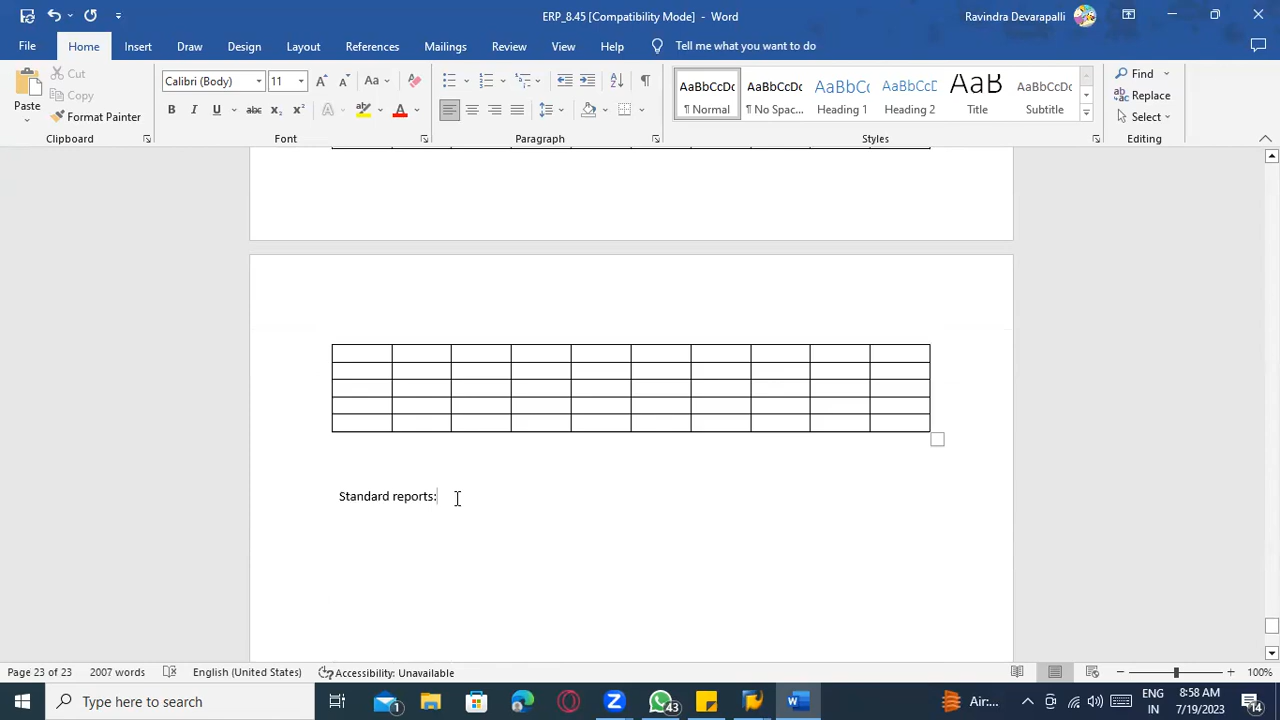 ERP_8.45 [Compatibility Mode] - Word
Ravindra Devarapalli
File Home Insert Draw Design Layout References Mailings Review View Help Tell me what you want to do
Paste
Cut
Copy
Format Painter
Clipboard
Calibri (Body) 11
Font
Paragraph
AaBbCcDc AaBbCcDc AaBbCc AaBbCcD AaB AaBbCcD
¶ Normal ¶ No Spac... Heading 1 Heading 2 Title Subtitle
Styles
Find
Replace
Select
Editing
Standard reports:
Page 23 of 23 2007 words English (United States) Accessibility: Unavailable 100%
Type here to search
1
43
Air:...
ENG
IN
8:58 AM
7/19/2023
14